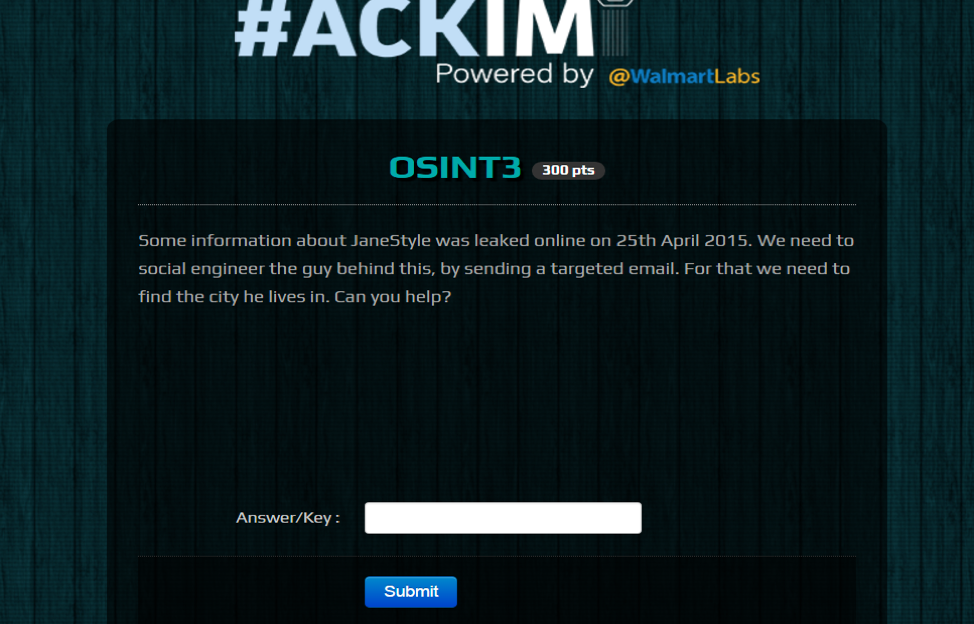 #ACKIM
Powered by @WalmartLabs
OSINT3 300 pts
Some information about JaneStyle was leaked online on 25th April 2015. We need to
social engineer the guy behind this, by sending a targeted email. For that we need to
find the city he lives in. Can you help?
Answer/Key :
Submit